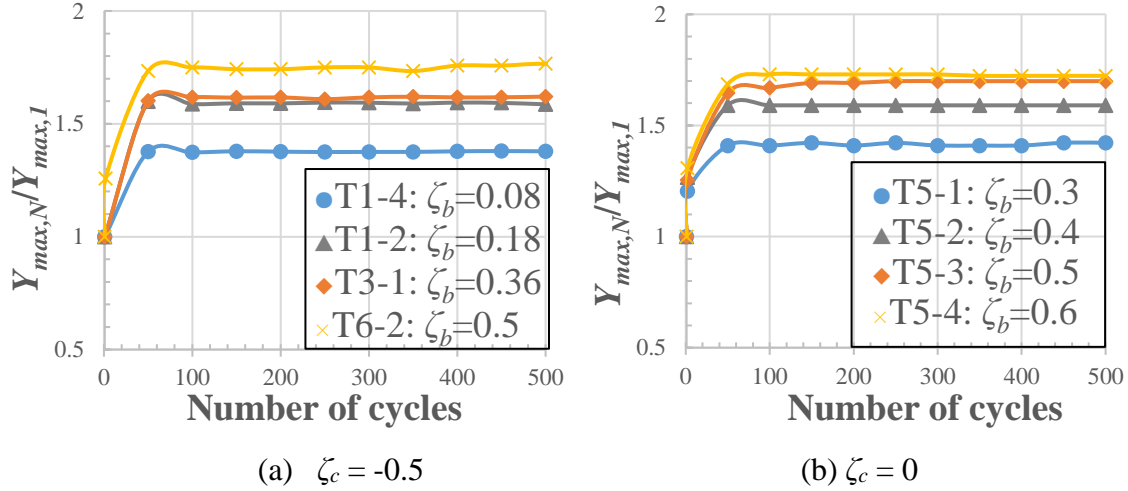 2
1.5
1
0.5
Y_max,N/Y_max,1
0 100 200 300 400 500
Number of cycles
T1-4: ζ_b=0.08
T1-2: ζ_b=0.18
T3-1: ζ_b=0.36
T6-2: ζ_b=0.5
(a) ζ_c = -0.5
2
1.5
1
0.5
Y_max,N/Y_max,1
0 100 200 300 400 500
Number of cycles
T5-1: ζ_b=0.3
T5-2: ζ_b=0.4
T5-3: ζ_b=0.5
T5-4: ζ_b=0.6
(b) ζ_c = 0